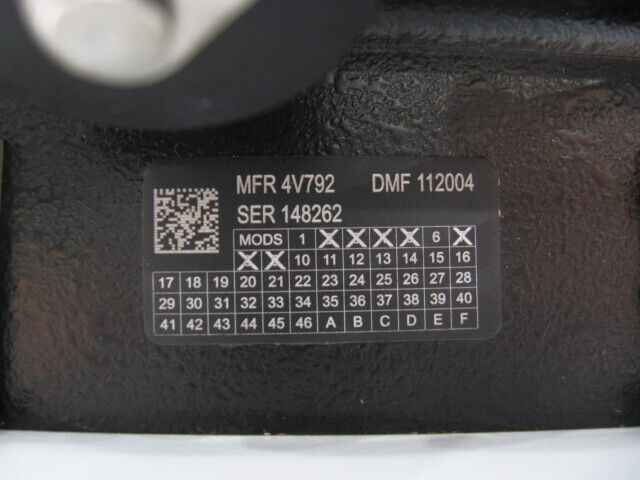 MFR 4V792 DMF 112004
SER 148262
MODS 1 X X X X 6 X
X X 10 11 12 13 14 15 16
17 18 19 20 21 22 23 24 25 26 27 28
29 30 31 32 33 34 35 36 37 38 39 40
41 42 43 44 45 46 A B C D E F